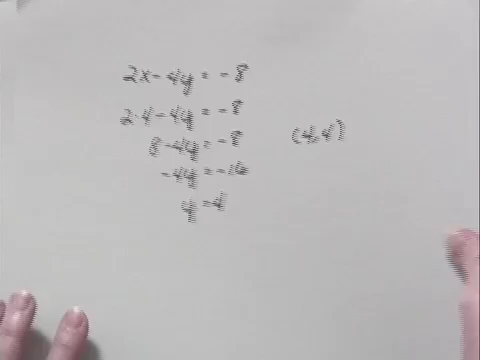 2x - 4y = -8
2·4 - 4y = -8
8 - 4y = -8
-4y = -16
y = 4
(4,4)